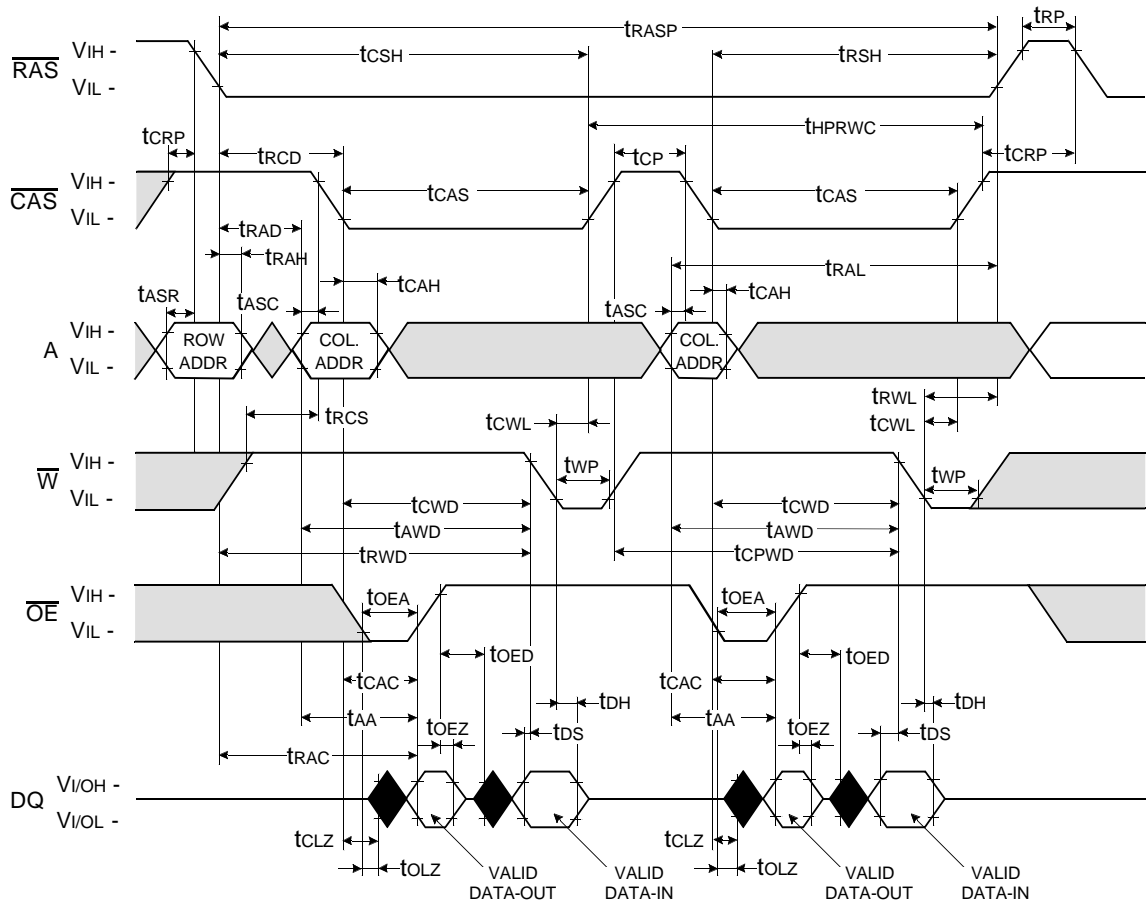 tRASP
tRP
tCSH
tRSH
RAS
VIH -
VIL -
tHPRWC
tCRP
tRCD
tCP
tCRP
CAS
VIH -
VIL -
tCAS
tCAS
tRAD
tRAH
tRAL
tASR
tASC
tCAH
tASC
tCAH
A
VIH -
VIL -
ROW
ADDR
COL.
ADDR
COL.
ADDR
tRWL
tRCS
tCWL
tCWL
W
VIH -
VIL -
tWP
tWP
tCWD
tCWD
tAWD
tAWD
tRWD
tCPWD
OE
VIH -
VIL -
tOEA
tOEA
tOED
tOED
tCAC
tCAC
tDH
tDH
tAA
tOEZ
tDS
tAA
tOEZ
tDS
tRAC
DQ
VI/OH -
VI/OL -
tCLZ
tCLZ
tOLZ
tOLZ
VALID
DATA-OUT
VALID
DATA-IN
VALID
DATA-OUT
VALID
DATA-IN